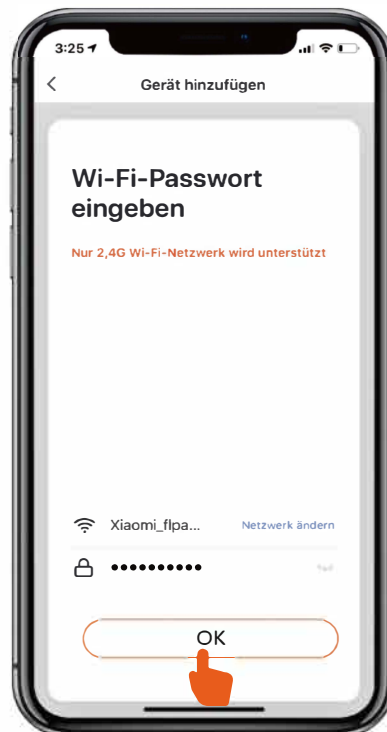 3:25
Gerät hinzufügen
Wi-Fi-Passwort
eingeben
Nur 2,4G Wi-Fi-Netzwerk wird unterstützt
Xiaomi_flpa... Netzwerk ändern
••••••••••
OK